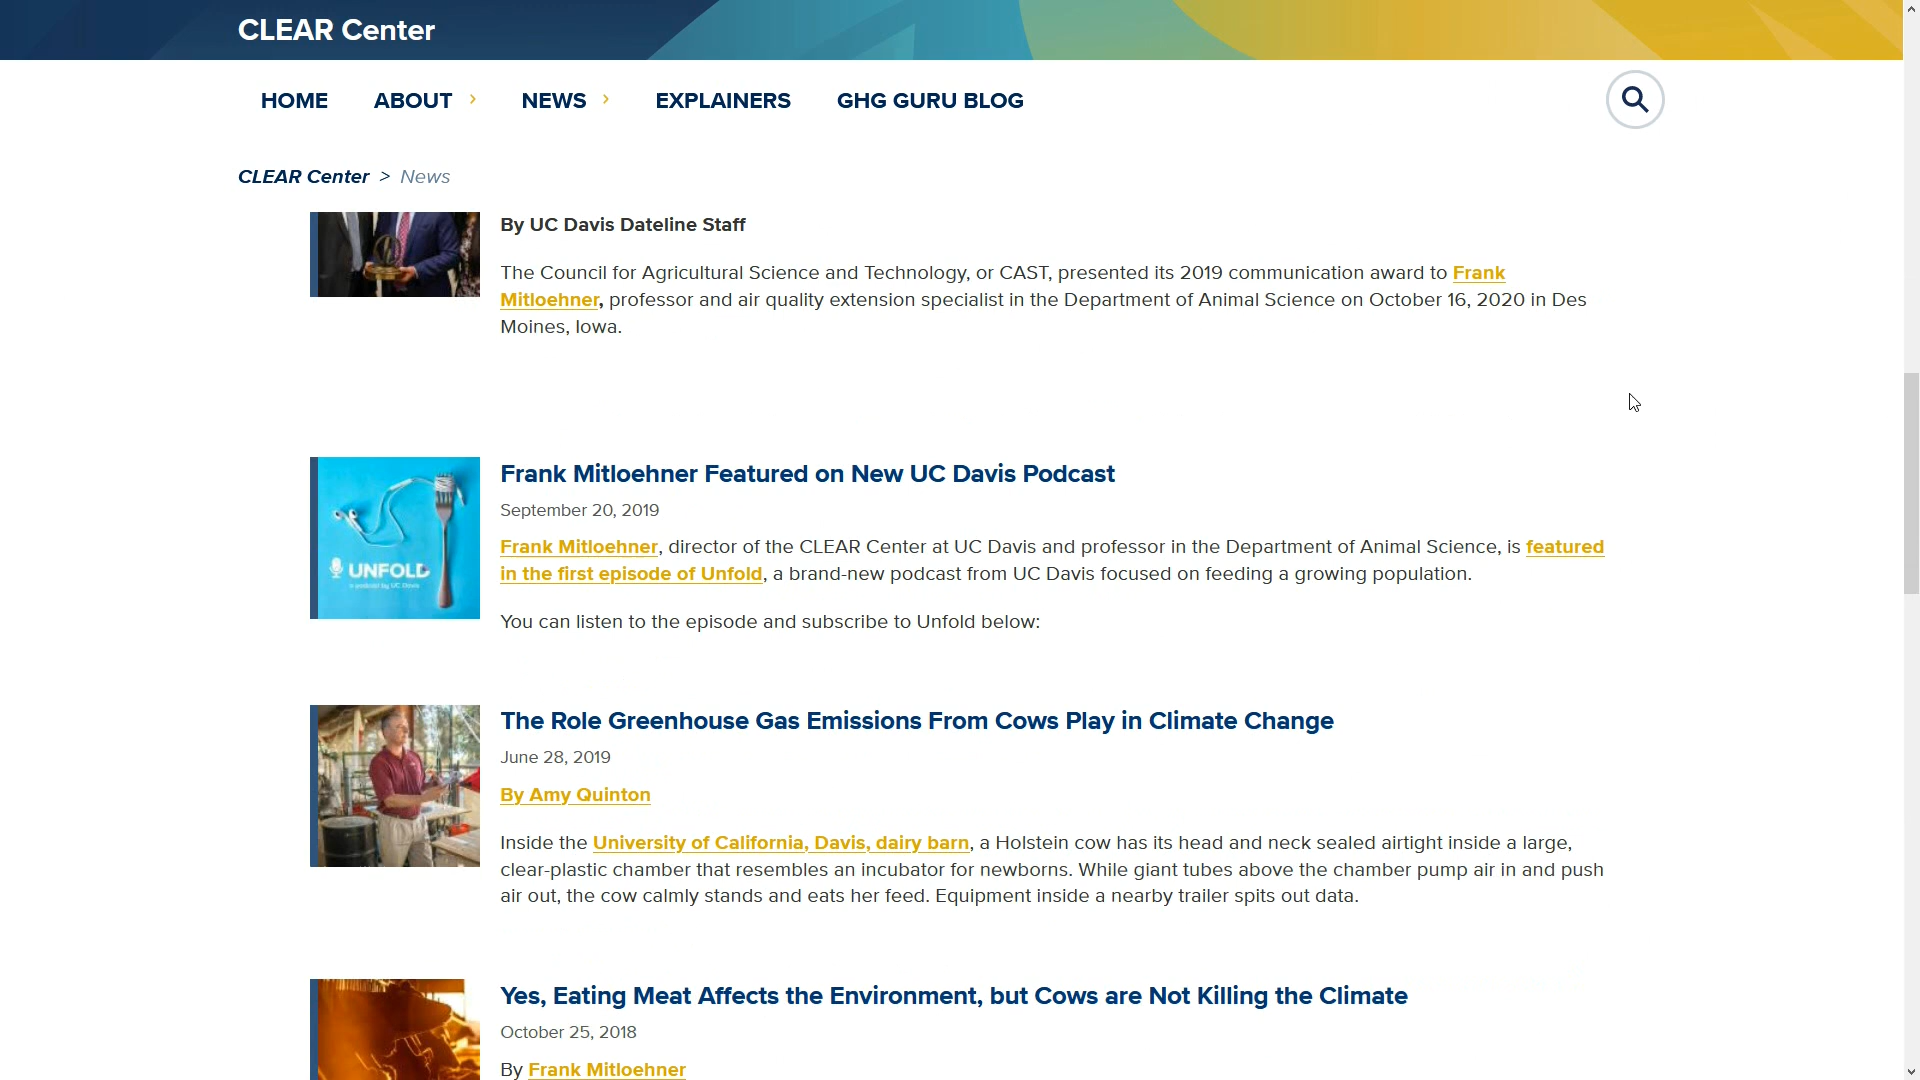 CLEAR Center
HOME ABOUT NEWS EXPLAINERS GHG GURU BLOG
CLEAR Center > News
By UC Davis Dateline Staff
The Council for Agricultural Science and Technology, or CAST, presented its 2019 communication award to Frank
Mitloehner, professor and air quality extension specialist in the Department of Animal Science on October 16, 2020 in Des
Moines, Iowa.
UNFOLD
a podcast by UC Davis
Frank Mitloehner Featured on New UC Davis Podcast
September 20, 2019
Frank Mitloehner, director of the CLEAR Center at UC Davis and professor in the Department of Animal Science, is featured
in the first episode of Unfold, a brand-new podcast from UC Davis focused on feeding a growing population.
You can listen to the episode and subscribe to Unfold below:
The Role Greenhouse Gas Emissions From Cows Play in Climate Change
June 28, 2019
By Amy Quinton
Inside the University of California, Davis, dairy barn, a Holstein cow has its head and neck sealed airtight inside a large,
clear-plastic chamber that resembles an incubator for newborns. While giant tubes above the chamber pump air in and push
air out, the cow calmly stands and eats her feed. Equipment inside a nearby trailer spits out data.
Yes, Eating Meat Affects the Environment, but Cows are Not Killing the Climate
October 25, 2018
By Frank Mitloehner